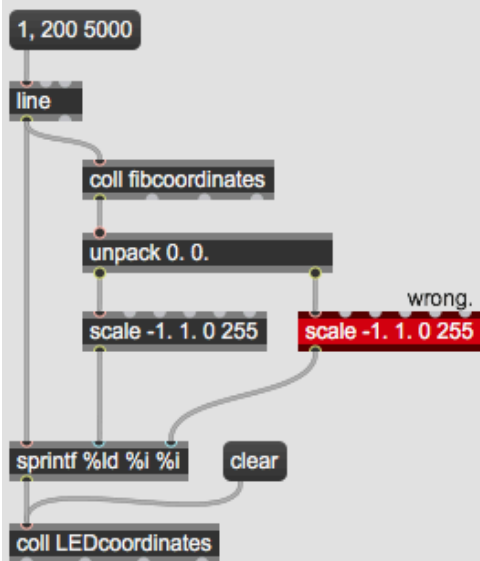 1, 200 5000
line
coll fibcoordinates
unpack 0. 0.
wrong.
scale -1. 1. 0 255
scale -1. 1. 0 255
sprintf %ld %i %i
clear
coll LEDcoordinates